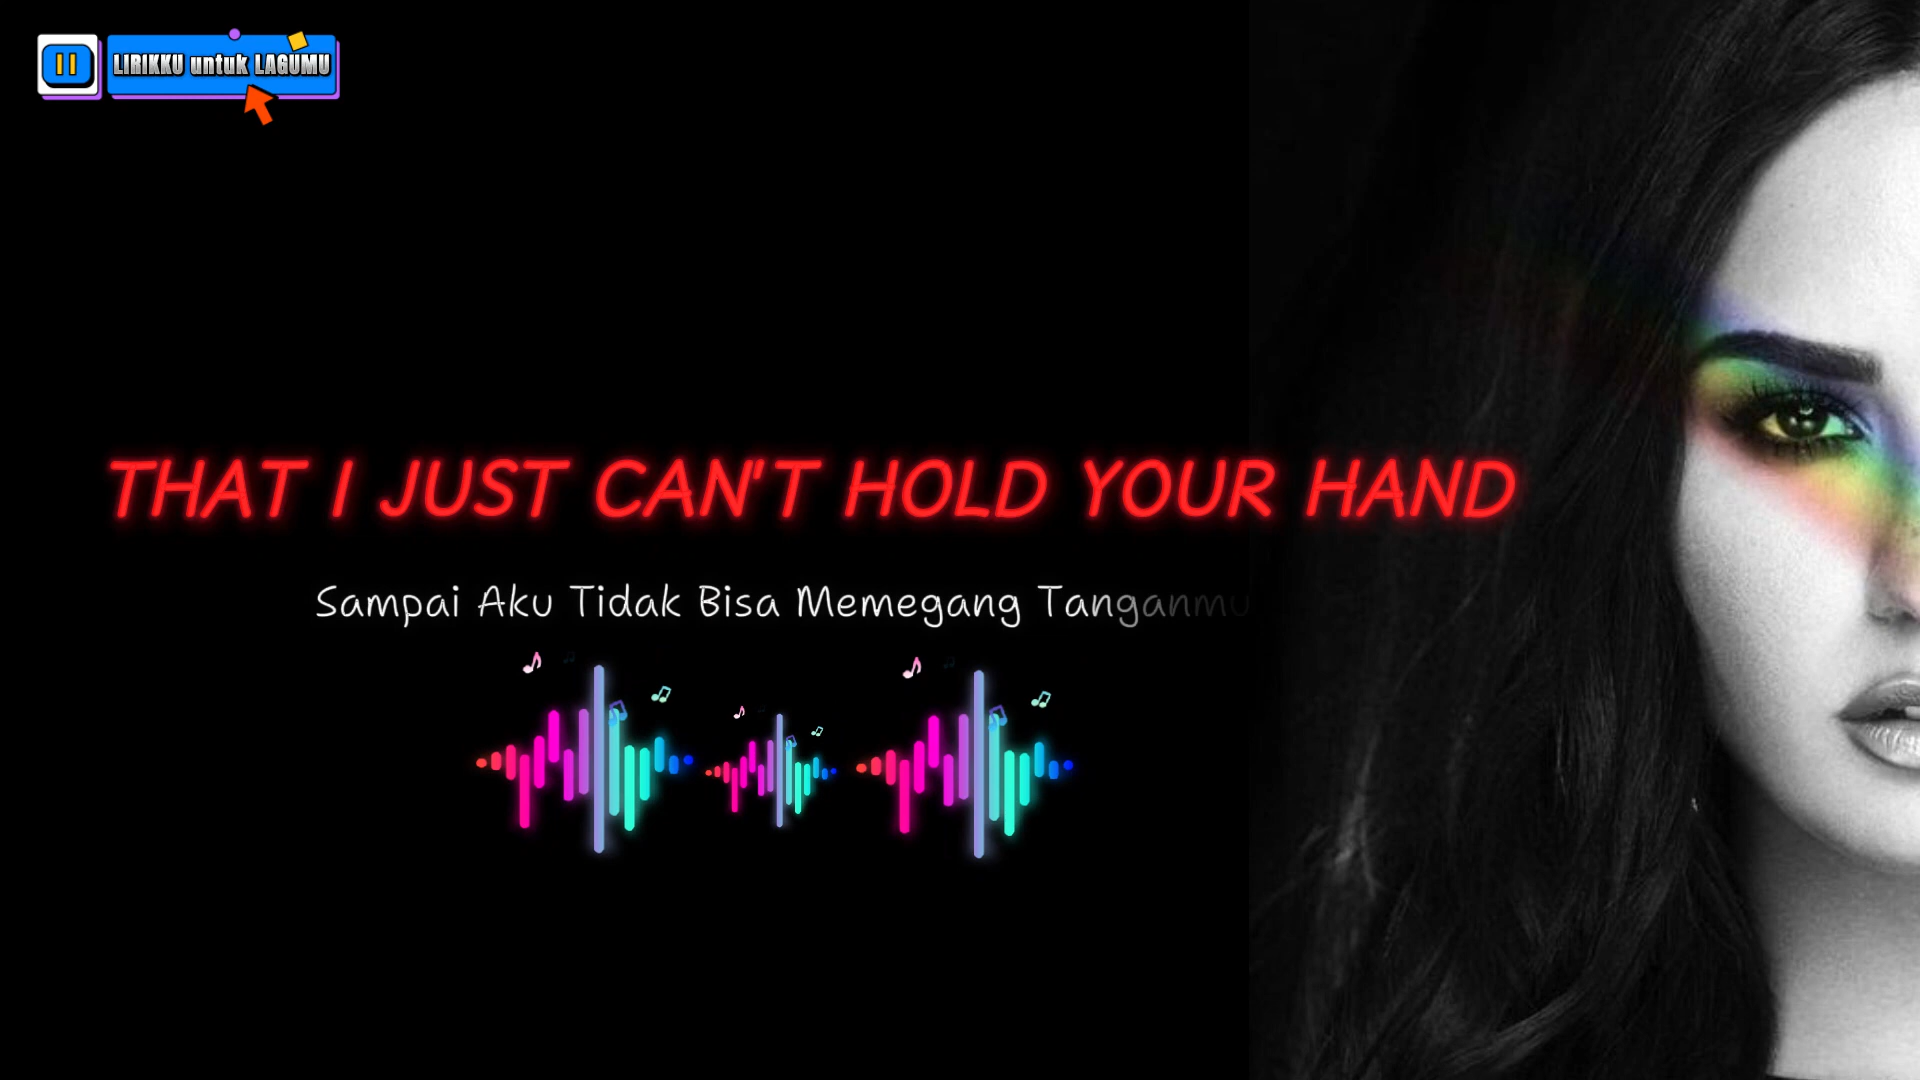 LIRIKKU untuk LAGUMU
THAT I JUST CAN'T HOLD YOUR HAND
Sampai Aku Tidak Bisa Memegang Tanganmu